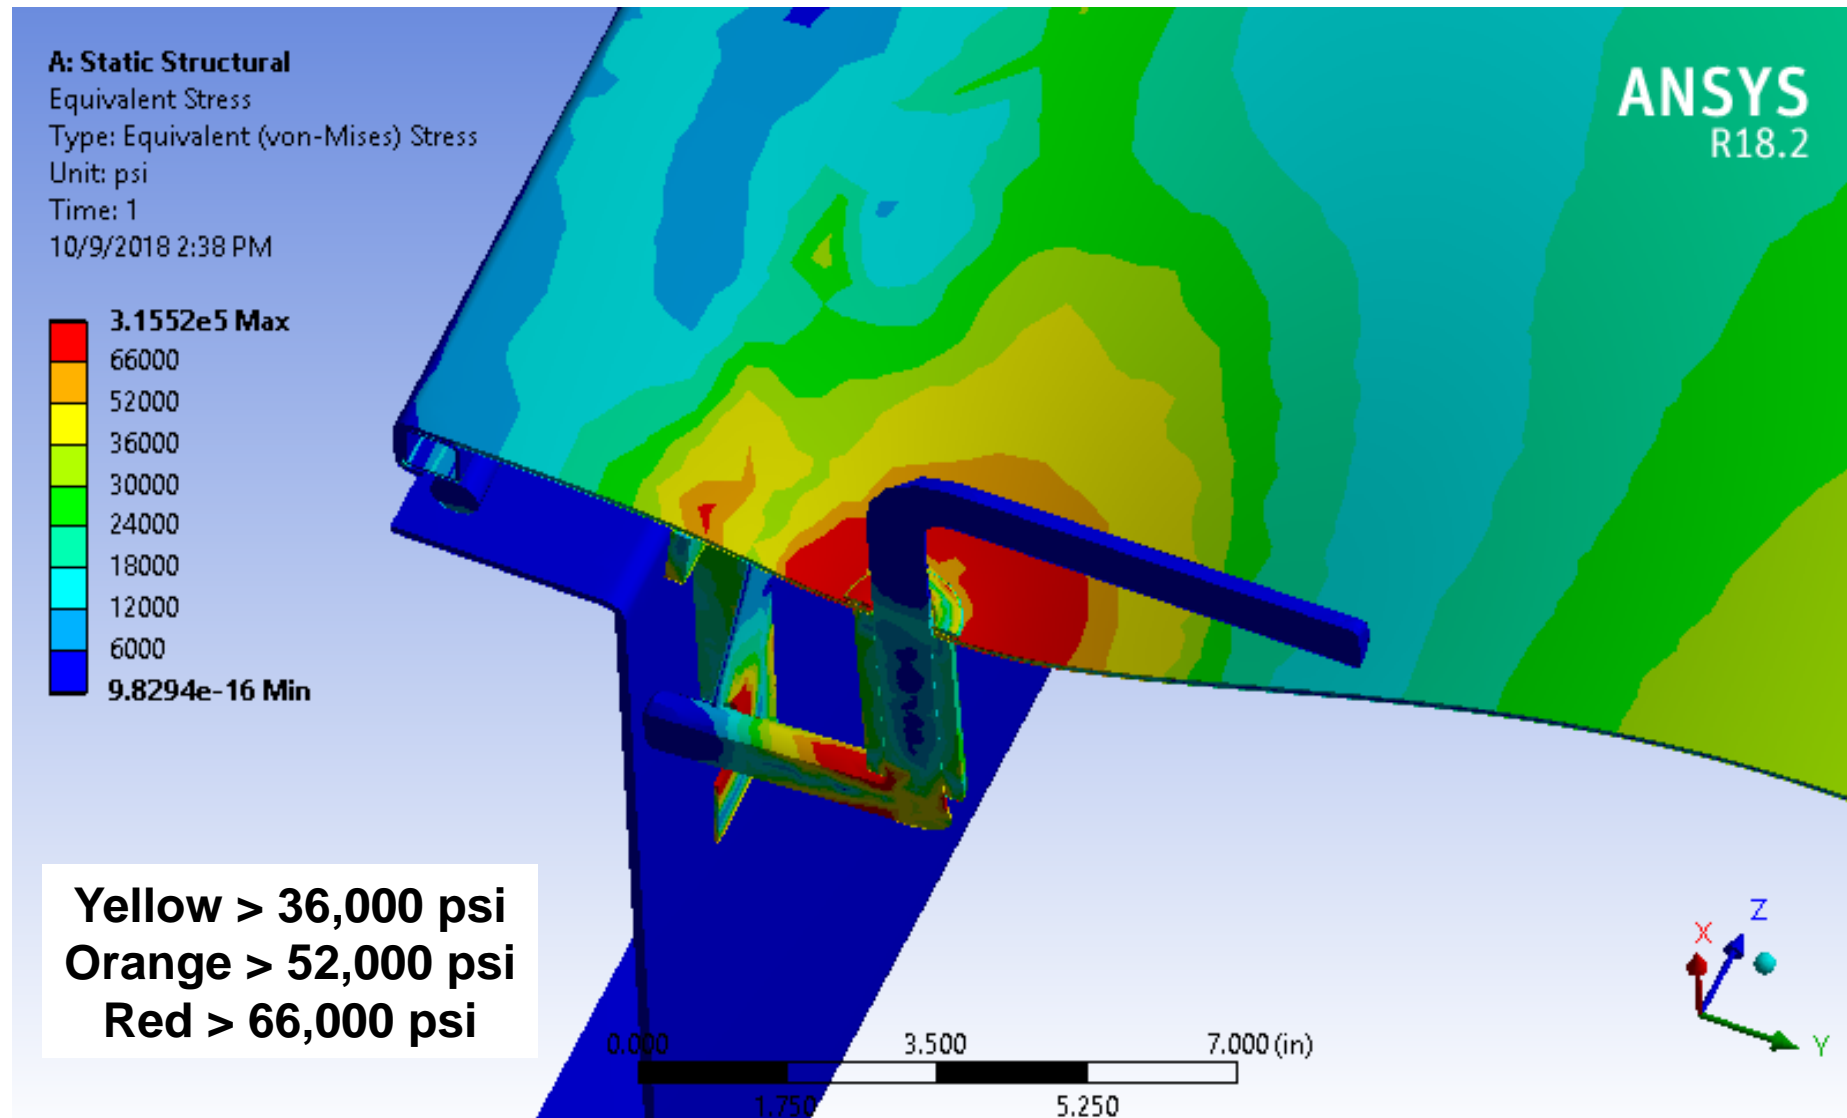 A: Static Structural
Equivalent Stress
Type: Equivalent (von-Mises) Stress
Unit: psi
Time: 1
10/9/2018 2:38 PM
ANSYS
R18.2
3.1552e5 Max
66000
52000
36000
30000
24000
18000
12000
6000
9.8294e-16 Min
Yellow > 36,000 psi
Orange > 52,000 psi
Red > 66,000 psi
0.000 3.500 7.000 (in)
1.750 5.250
Z
X
Y